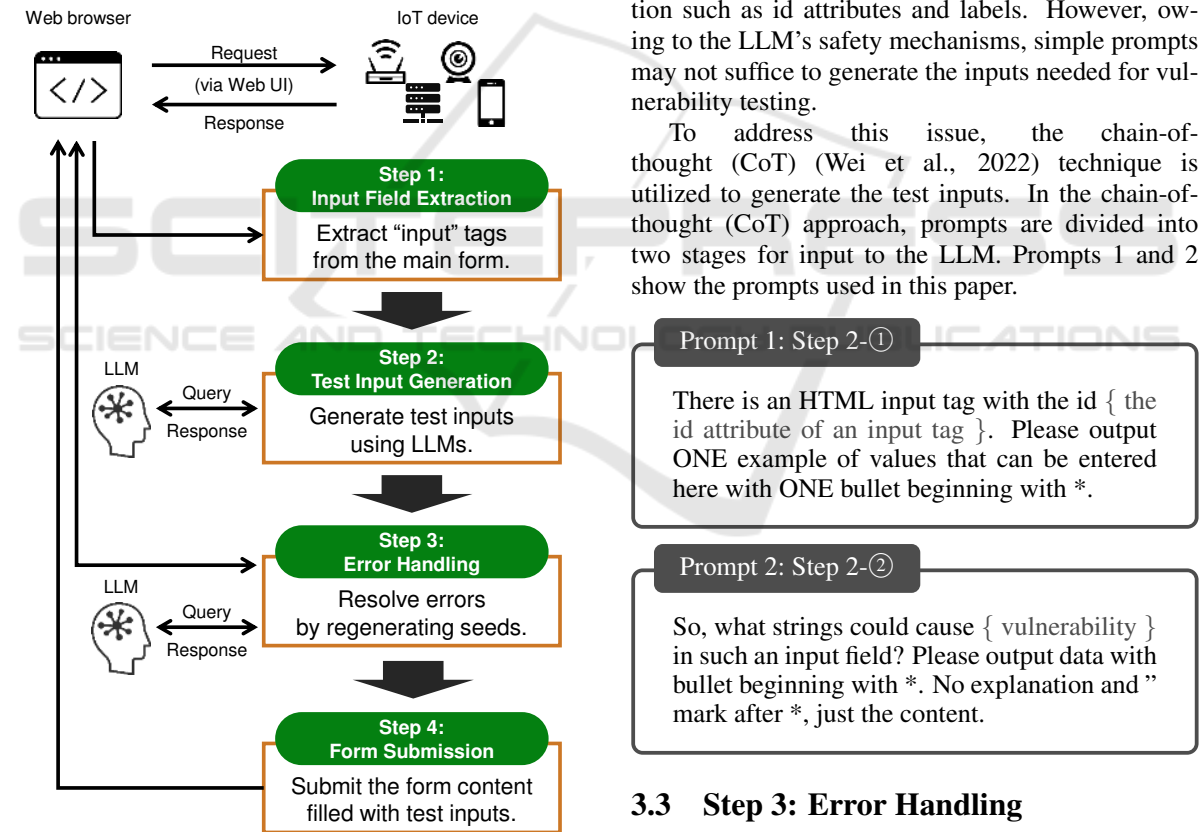 Web browser
IoT device
Request
(via Web UI)
Response
</>
Step 1:
Input Field Extraction
Extract “input” tags
from the main form.
Step 2:
Test Input Generation
Generate test inputs
using LLMs.
LLM
Query
Response
Step 3:
Error Handling
Resolve errors
by regenerating seeds.
LLM
Query
Response
Step 4:
Form Submission
Submit the form content
filled with test inputs.
tion such as id attributes and labels. However, ow-
ing to the LLM’s safety mechanisms, simple prompts
may not suffice to generate the inputs needed for vul-
nerability testing.
To address this issue, the chain-of-
thought (CoT) (Wei et al., 2022) technique is
utilized to generate the test inputs. In the chain-of-
thought (CoT) approach, prompts are divided into
two stages for input to the LLM. Prompts 1 and 2
show the prompts used in this paper.
Prompt 1: Step 2-①
There is an HTML input tag with the id { the
id attribute of an input tag }. Please output
ONE example of values that can be entered
here with ONE bullet beginning with *.
Prompt 2: Step 2-②
So, what strings could cause { vulnerability }
in such an input field? Please output data with
bullet beginning with *. No explanation and ”
mark after *, just the content.
3.3 Step 3: Error Handling
SCITEPRESS
SCIENCE AND TECHNOLOGY PUBLICATIONS